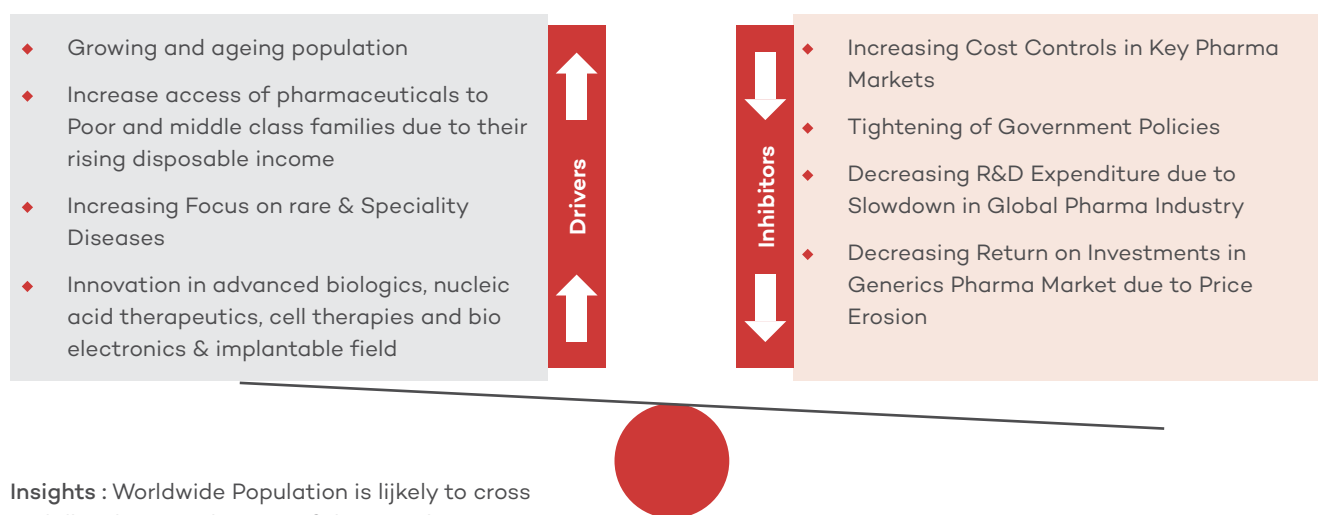 Growing and ageing population
Increase access of pharmaceuticals to
Poor and middle class families due to their
rising disposable income
Increasing Focus on rare & Speciality
Diseases
Innovation in advanced biologics, nucleic
acid therapeutics, cell therapies and bio
electronics & implantable field
Drivers
Inhibitors
Increasing Cost Controls in Key Pharma
Markets
Tightening of Government Policies
Decreasing R&D Expenditure due to
Slowdown in Global Pharma Industry
Decreasing Return on Investments in
Generics Pharma Market due to Price
Erosion
Insights : Worldwide Population is lijkely to cross